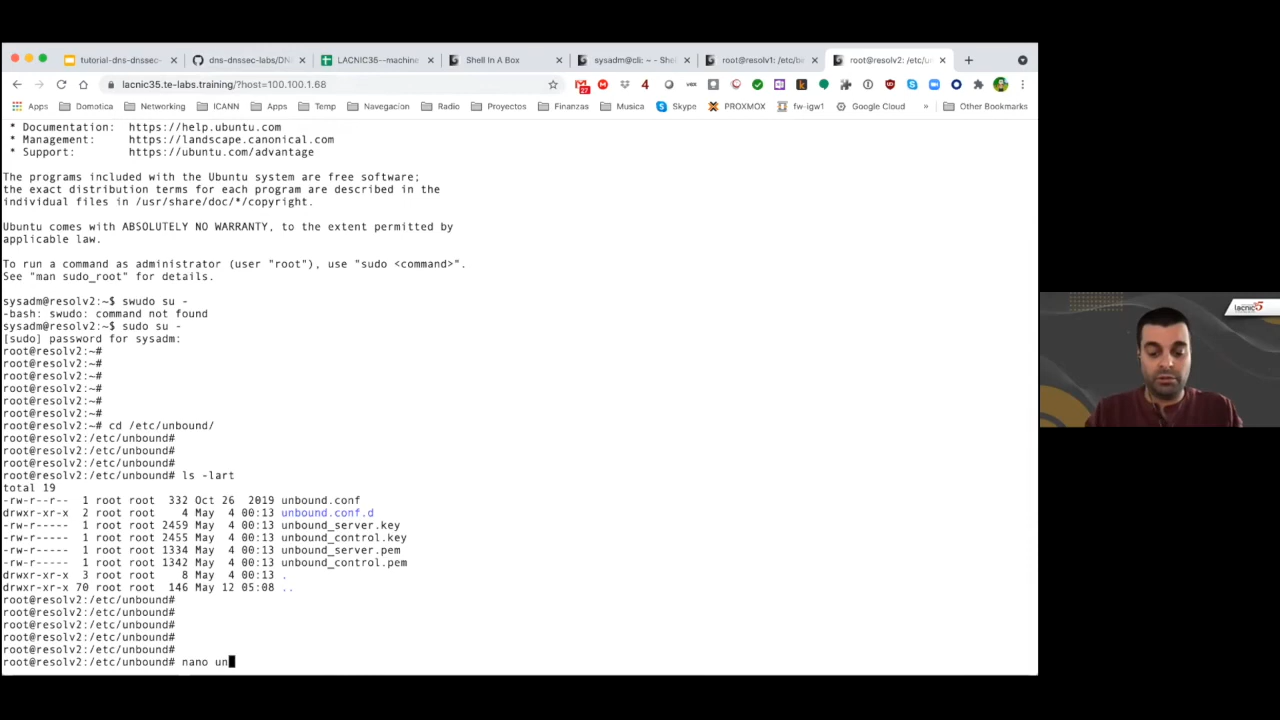 tutorial-dns-dnssec-
dns-dnssec-labs/DN
LACNIC35--machine
Shell In A Box
sysadm@cli: ~ - She
root@resolv1: /etc/be
root@resolv2: /etc/u
lacnic35.te-labs.training/?host=100.100.1.68
Apps
Domotica
Networking
ICANN
Apps
Temp
Navegacion
Radio
Proyectos
Finanzas
Musica
Skype
PROXMOX
fw-igw1
Google Cloud
»
Other Bookmarks
* Documentation:  https://help.ubuntu.com
* Management:     https://landscape.canonical.com
* Support:        https://ubuntu.com/advantage
The programs included with the Ubuntu system are free software;
the exact distribution terms for each program are described in the
individual files in /usr/share/doc/*/copyright.
Ubuntu comes with ABSOLUTELY NO WARRANTY, to the extent permitted by
applicable law.
To run a command as administrator (user "root"), use "sudo <command>".
See "man sudo_root" for details.
sysadm@resolv2:~$ swudo su -
-bash: swudo: command not found
sysadm@resolv2:~$ sudo su -
[sudo] password for sysadm:
root@resolv2:~#
root@resolv2:~#
root@resolv2:~#
root@resolv2:~#
root@resolv2:~#
root@resolv2:~#
root@resolv2:~# cd /etc/unbound/
root@resolv2:/etc/unbound#
root@resolv2:/etc/unbound#
root@resolv2:/etc/unbound#
root@resolv2:/etc/unbound# ls -lart
total 19
-rw-r--r--  1 root root  332 Oct 26  2019 unbound.conf
drwxr-xr-x  2 root root    4 May  4 00:13 unbound.conf.d
-rw-r-----  1 root root 2459 May  4 00:13 unbound_server.key
-rw-r-----  1 root root 2455 May  4 00:13 unbound_control.key
-rw-r-----  1 root root 1334 May  4 00:13 unbound_server.pem
-rw-r-----  1 root root 1342 May  4 00:13 unbound_control.pem
drwxr-xr-x  3 root root    8 May  4 00:13 .
drwxr-xr-x 70 root root  146 May 12 05:08 ..
root@resolv2:/etc/unbound#
root@resolv2:/etc/unbound#
root@resolv2:/etc/unbound#
root@resolv2:/etc/unbound#
root@resolv2:/etc/unbound#
root@resolv2:/etc/unbound# nano un
lacnic35